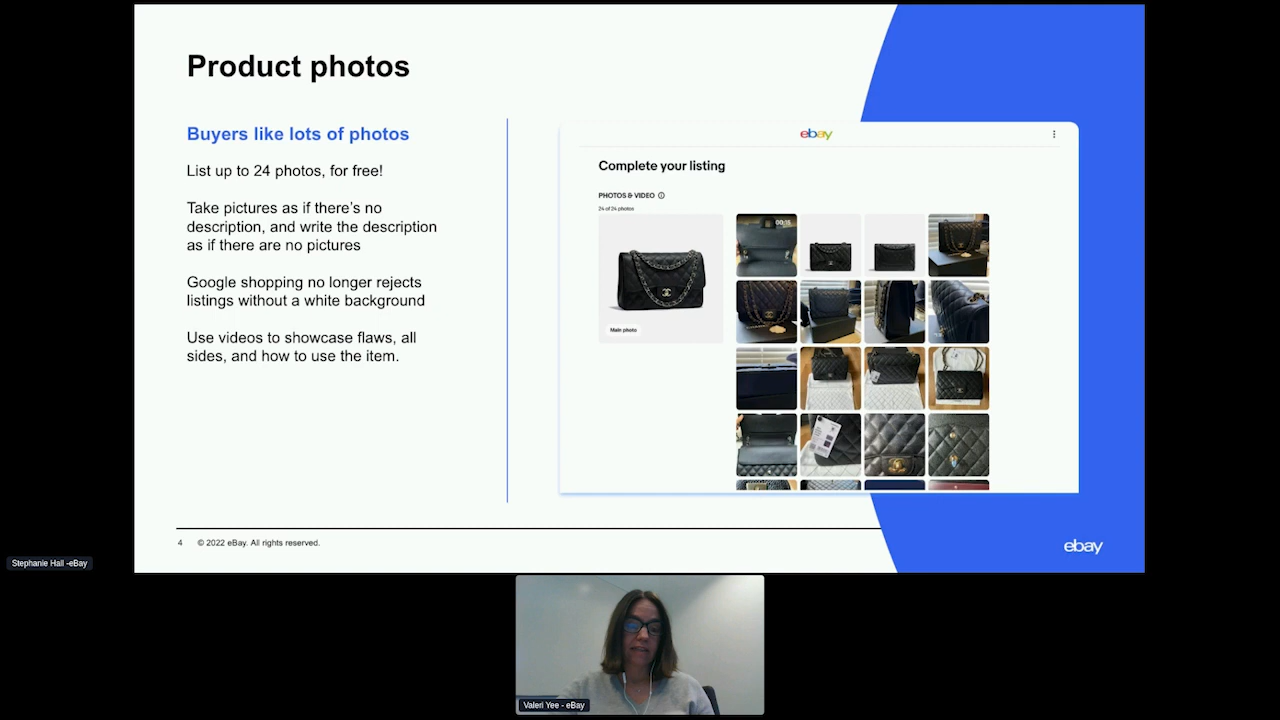 Product photos
Buyers like lots of photos
List up to 24 photos, for free!
Take pictures as if there's no
description, and write the description
as if there are no pictures
Google shopping no longer rejects
listings without a white background
Use videos to showcase flaws, all
sides, and how to use the item.
ebay
Complete your listing
PHOTOS & VIDEO
24 of 24 photos
00:15
Main photo
4 © 2022 eBay. All rights reserved.
ebay
Stephanie Hall -eBay
Valeri Yee - eBay